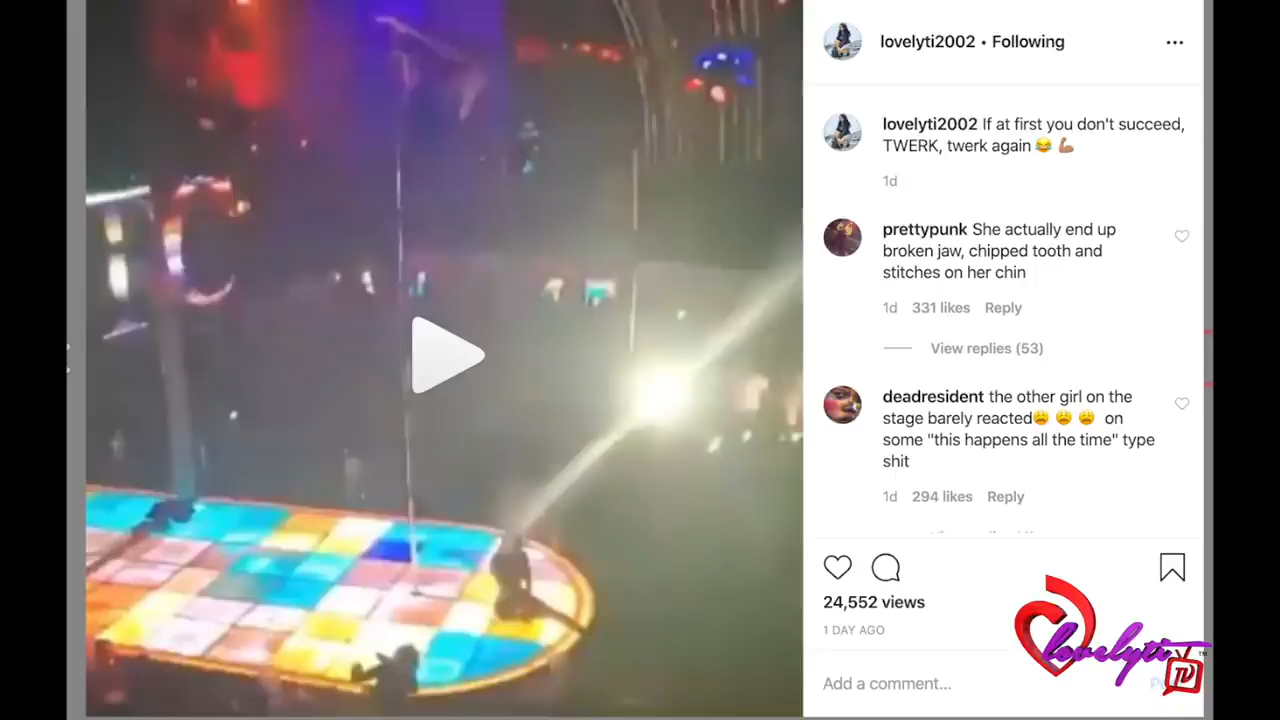 lovelyti2002 • Following
lovelyti2002 If at first you don't succeed,
TWERK, twerk again 😂 💪🏽
1d
prettypunk She actually end up
broken jaw, chipped tooth and
stitches on her chin
1d 331 likes Reply
View replies (53)
deadresident the other girl on the
stage barely reacted😩 😩 😩 on
some "this happens all the time" type
shit
1d 294 likes Reply
24,552 views
1 DAY AGO
Add a comment...
lovelyti
TV
™